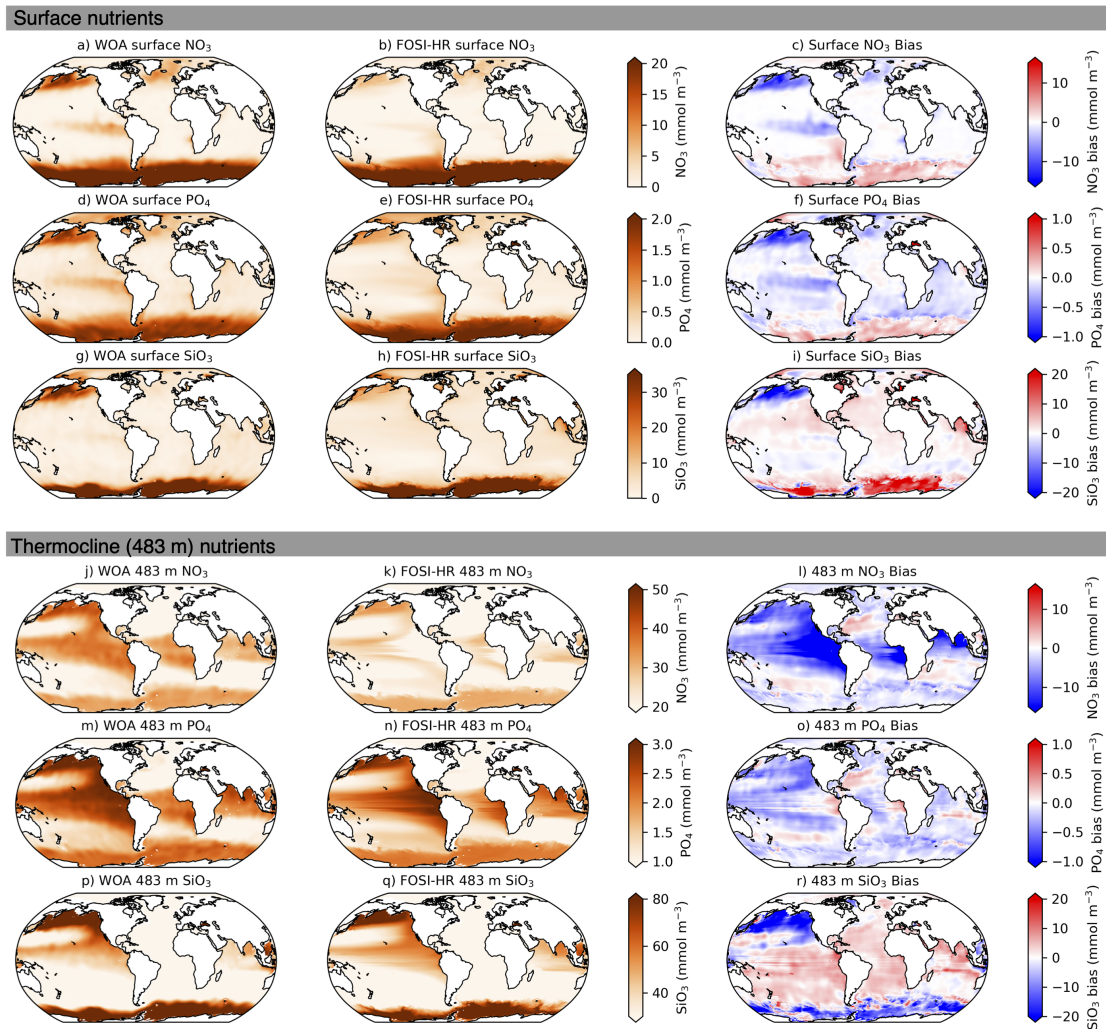 Surface nutrients
a) WOA surface NO₃
b) FOSI-HR surface NO₃
c) Surface NO₃ Bias
20
15
10
5
0
NO₃ (mmol m⁻³)
10
0
−10
NO₃ bias (mmol m⁻³)
d) WOA surface PO₄
e) FOSI-HR surface PO₄
f) Surface PO₄ Bias
2.0
1.5
1.0
0.5
0.0
PO₄ (mmol m⁻³)
1.0
0.5
0.0
−0.5
−1.0
PO₄ bias (mmol m⁻³)
g) WOA surface SiO₃
h) FOSI-HR surface SiO₃
i) Surface SiO₃ Bias
30
20
10
0
SiO₃ (mmol m⁻³)
20
10
0
−10
−20
SiO₃ bias (mmol m⁻³)
Thermocline (483 m) nutrients
j) WOA 483 m NO₃
k) FOSI-HR 483 m NO₃
l) 483 m NO₃ Bias
50
40
30
20
NO₃ (mmol m⁻³)
10
0
−10
NO₃ bias (mmol m⁻³)
m) WOA 483 m PO₄
n) FOSI-HR 483 m PO₄
o) 483 m PO₄ Bias
3.0
2.5
2.0
1.5
1.0
PO₄ (mmol m⁻³)
1.0
0.5
0.0
−0.5
−1.0
PO₄ bias (mmol m⁻³)
p) WOA 483 m SiO₃
q) FOSI-HR 483 m SiO₃
r) 483 m SiO₃ Bias
80
60
40
SiO₃ (mmol m⁻³)
20
10
0
−10
−20
SiO₃ bias (mmol m⁻³)